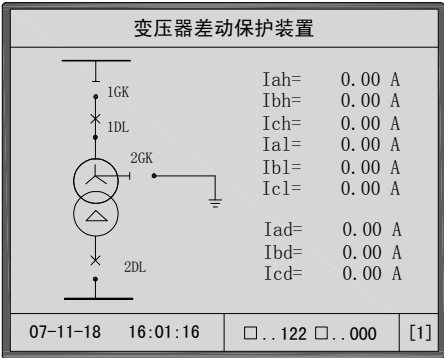 变压器差动保护装置
1GK
1DL
2GK
2DL
Iah= 0.00 A
Ibh= 0.00 A
Ich= 0.00 A
Ial= 0.00 A
Ibl= 0.00 A
Icl= 0.00 A
Iad= 0.00 A
Ibd= 0.00 A
Icd= 0.00 A
07-11-18 16:01:16 □..122 □..000 [1]